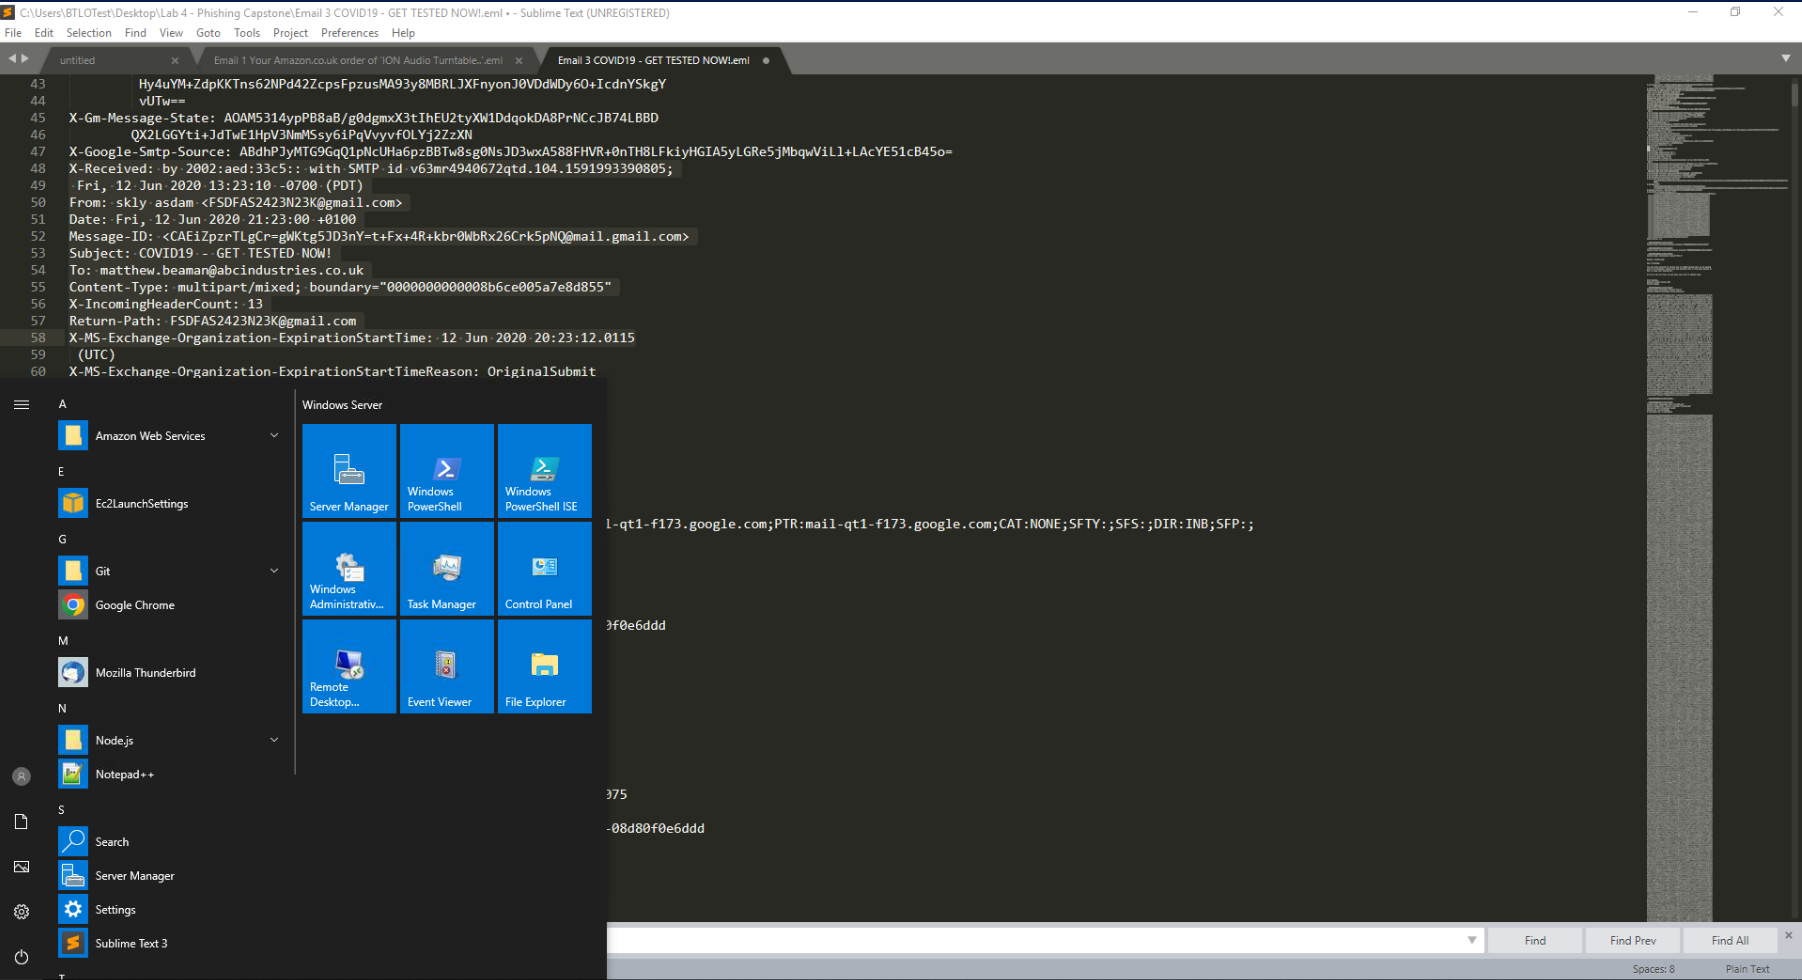 C:\Users\BTLOTest\Desktop\Lab 4 - Phishing Capstone\Email 3 COVID19 - GET TESTED NOW!.eml • - Sublime Text (UNREGISTERED)
File Edit Selection Find View Goto Tools Project Preferences Help
untitled
Email 1 Your Amazon.co.uk order of 'ION Audio Turntable..'.eml
Email 3 COVID19 - GET TESTED NOW!.eml
43 Hy4uYM+ZdpKKTns62NPd42ZcpsFpzusMA93y8MBRLJXFnyonJ0VDdWDy6O+IcdnYSkgY
44 vUTw==
45 X-Gm-Message-State: AOAM5314ypPB8aB/g0dgmxX3tIhEU2tyXW1DdqokDA8PrNCcJB74LBBD
46 QX2LGGYti+JdTwE1HpV3NmMSsy6iPqVvyvfOLYj2ZzXN
47 X-Google-Smtp-Source: ABdhPJyMTG9GqQ1pNcUHa6pzBBTw8sg0NsJD3wxA588FHVR+0nTH8LFkiyHGIA5yLGRe5jMbqwViLl+LAcYE51cB45o=
48 X-Received: by 2002:aed:33c5:: with SMTP id v63mr4940672qtd.104.1591993390805;
49 Fri, 12 Jun 2020 13:23:10 -0700 (PDT)
50 From: skly asdam <FSDFAS2423N23K@gmail.com>
51 Date: Fri, 12 Jun 2020 21:23:00 +0100
52 Message-ID: <CAEiZpzrTLgCr=gWKtg5JD3nY=t+Fx+4R+kbr0WbRx26Crk5pNQ@mail.gmail.com>
53 Subject: COVID19 - GET TESTED NOW!
54 To: matthew.beaman@abcindustries.co.uk
55 Content-Type: multipart/mixed; boundary="0000000000008b6ce005a7e8d855"
56 X-IncomingHeaderCount: 13
57 Return-Path: FSDFAS2423N23K@gmail.com
58 X-MS-Exchange-Organization-ExpirationStartTime: 12 Jun 2020 20:23:12.0115
59 (UTC)
60 X-MS-Exchange-Organization-ExpirationStartTimeReason: OriginalSubmit
l-qt1-f173.google.com;PTR:mail-qt1-f173.google.com;CAT:NONE;SFTY:;SFS:;DIR:INB;SFP:;
0f0e6ddd
075
-08d80f0e6ddd
A
Amazon Web Services
E
Ec2LaunchSettings
G
Git
Google Chrome
M
Mozilla Thunderbird
N
Node.js
Notepad++
S
Search
Server Manager
Settings
Sublime Text 3
T
Windows Server
Server Manager
Windows PowerShell
Windows PowerShell ISE
Windows Administrativ...
Task Manager
Control Panel
Remote Desktop...
Event Viewer
File Explorer
Find
Find Prev
Find All
Spaces: 8
Plain Text